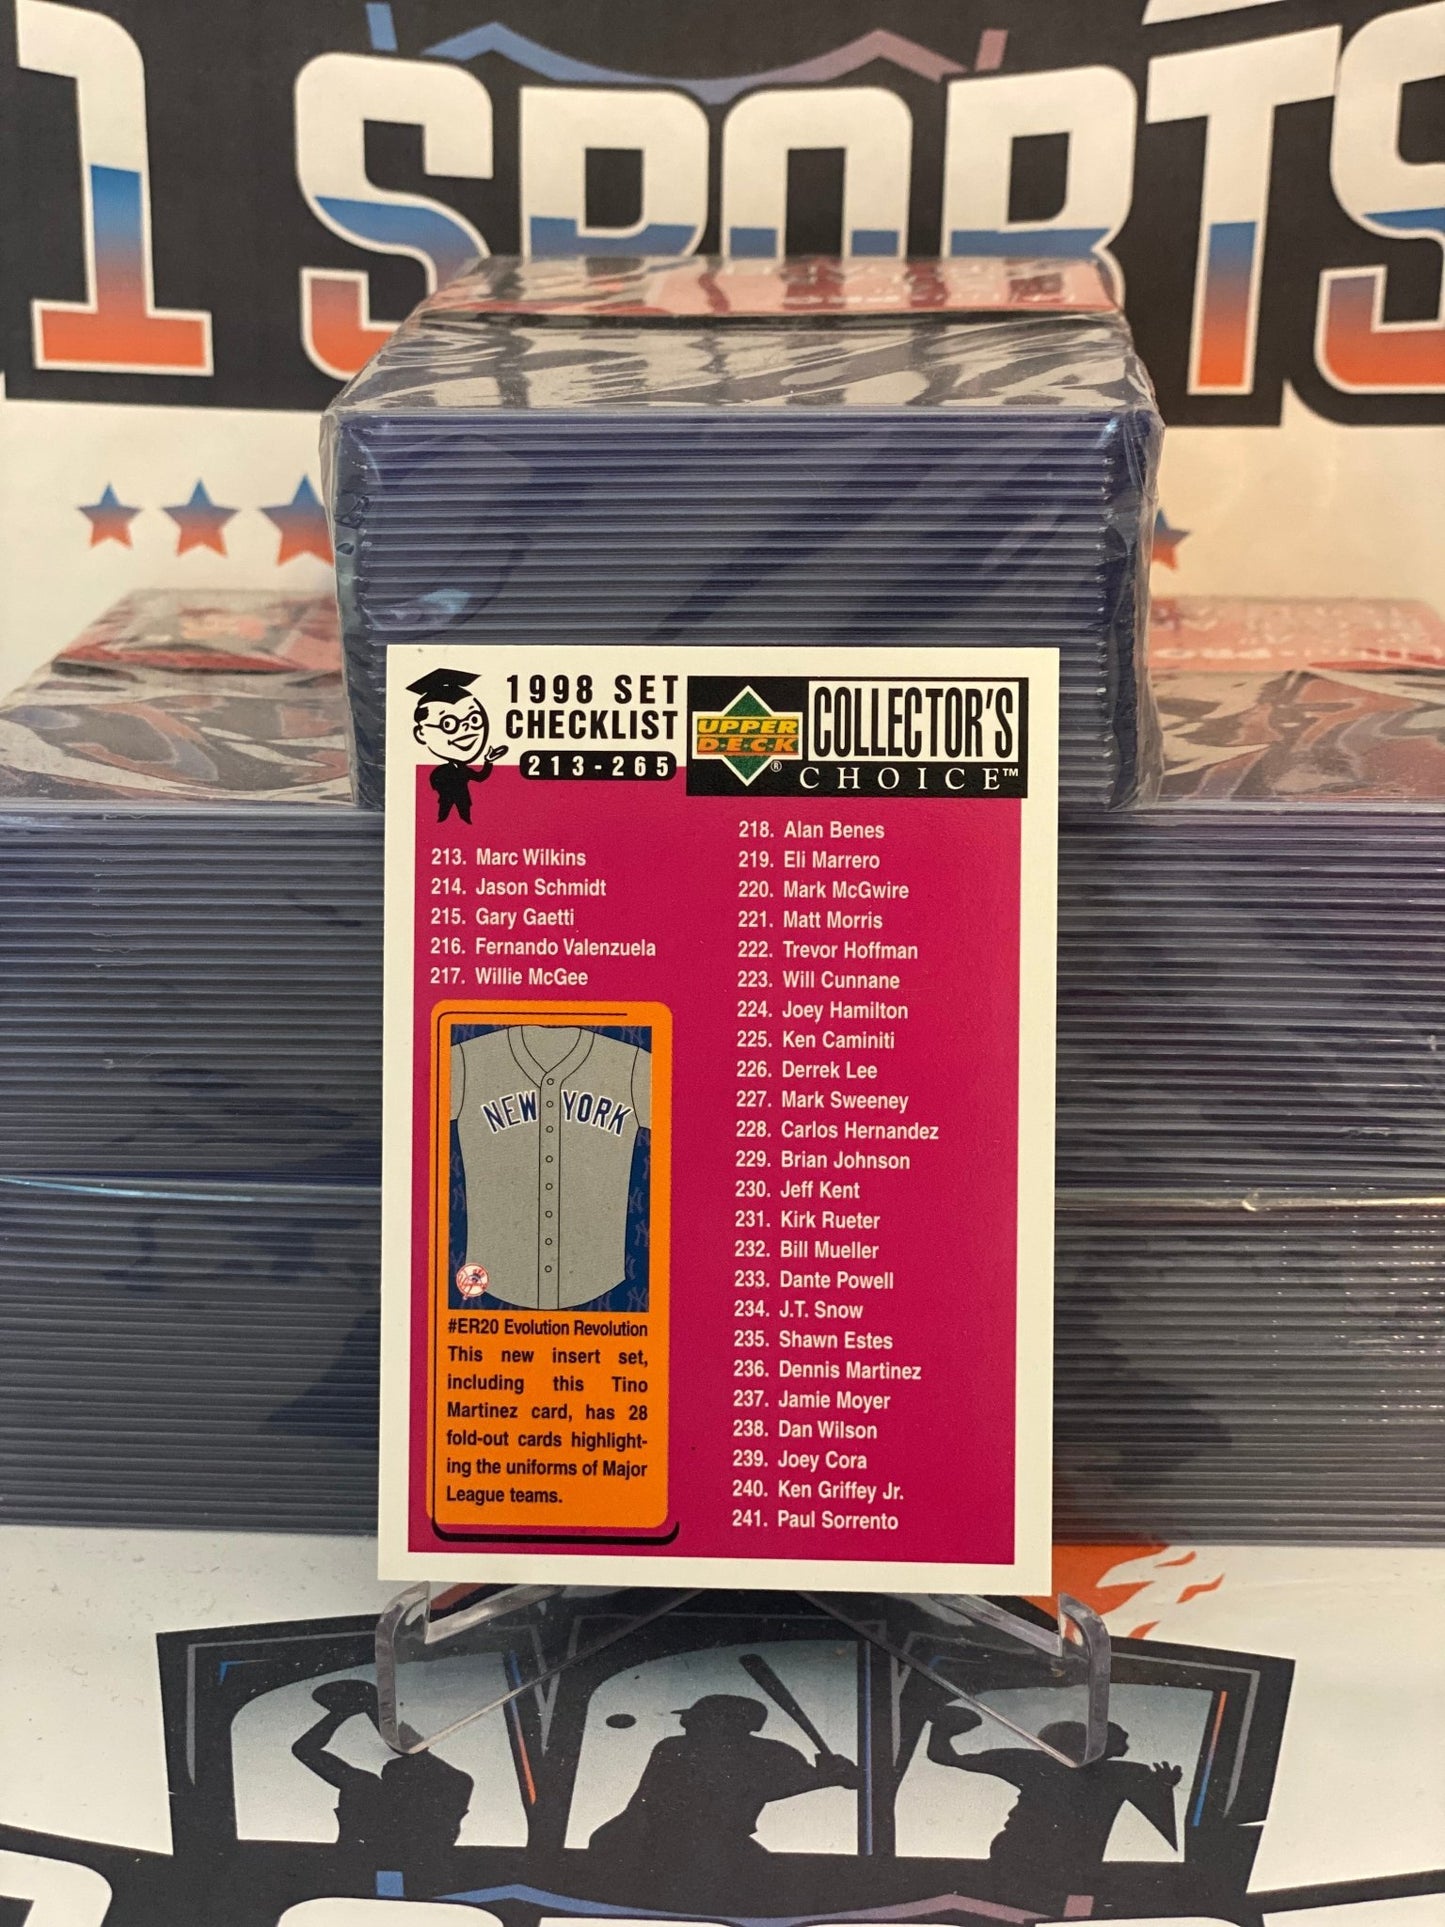 1 SPORTS
1998 SET
CHECKLIST
213-265
UPPER
D·E·C·K
®
COLLECTOR'S
CHOICE™
213. Marc Wilkins
214. Jason Schmidt
215. Gary Gaetti
216. Fernando Valenzuela
217. Willie McGee
NEW YORK
#ER20 Evolution Revolution
This new insert set,
including this Tino
Martinez card, has 28
fold-out cards highlight-
ing the uniforms of Major
League teams.
218. Alan Benes
219. Eli Marrero
220. Mark McGwire
221. Matt Morris
222. Trevor Hoffman
223. Will Cunnane
224. Joey Hamilton
225. Ken Caminiti
226. Derrek Lee
227. Mark Sweeney
228. Carlos Hernandez
229. Brian Johnson
230. Jeff Kent
231. Kirk Rueter
232. Bill Mueller
233. Dante Powell
234. J.T. Snow
235. Shawn Estes
236. Dennis Martinez
237. Jamie Moyer
238. Dan Wilson
239. Joey Cora
240. Ken Griffey Jr.
241. Paul Sorrento